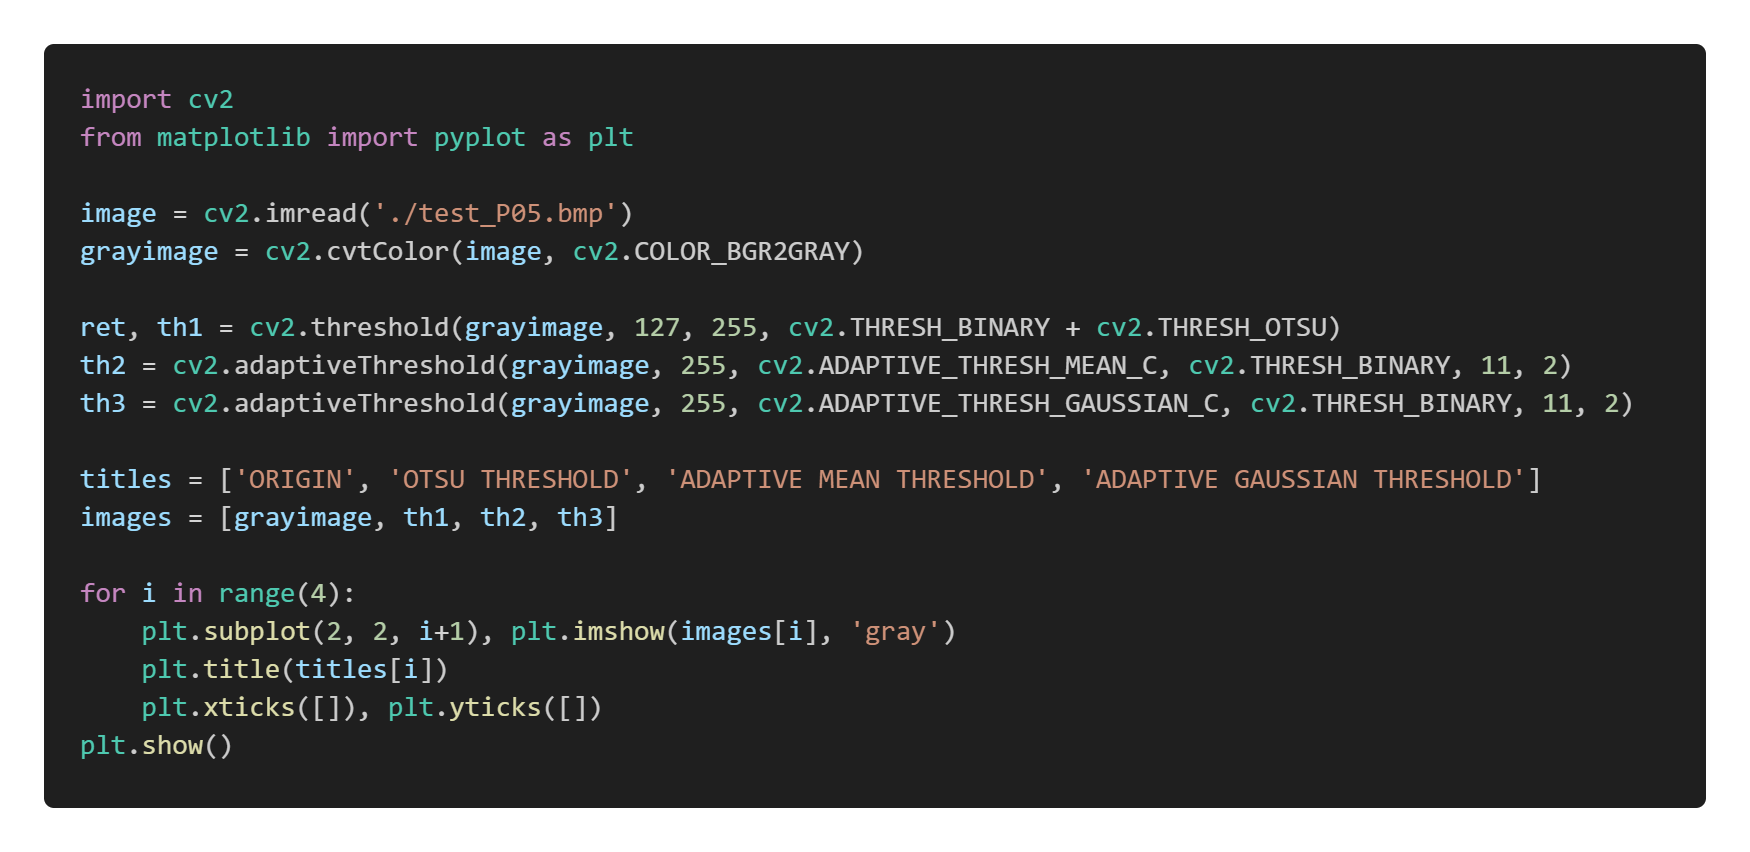 import cv2
from matplotlib import pyplot as plt
image = cv2.imread('./test_P05.bmp')
grayimage = cv2.cvtColor(image, cv2.COLOR_BGR2GRAY)
ret, th1 = cv2.threshold(grayimage, 127, 255, cv2.THRESH_BINARY + cv2.THRESH_OTSU)
th2 = cv2.adaptiveThreshold(grayimage, 255, cv2.ADAPTIVE_THRESH_MEAN_C, cv2.THRESH_BINARY, 11, 2)
th3 = cv2.adaptiveThreshold(grayimage, 255, cv2.ADAPTIVE_THRESH_GAUSSIAN_C, cv2.THRESH_BINARY, 11, 2)
titles = ['ORIGIN', 'OTSU THRESHOLD', 'ADAPTIVE MEAN THRESHOLD', 'ADAPTIVE GAUSSIAN THRESHOLD']
images = [grayimage, th1, th2, th3]
for i in range(4):
    plt.subplot(2, 2, i+1), plt.imshow(images[i], 'gray')
    plt.title(titles[i])
    plt.xticks([]), plt.yticks([])
plt.show()